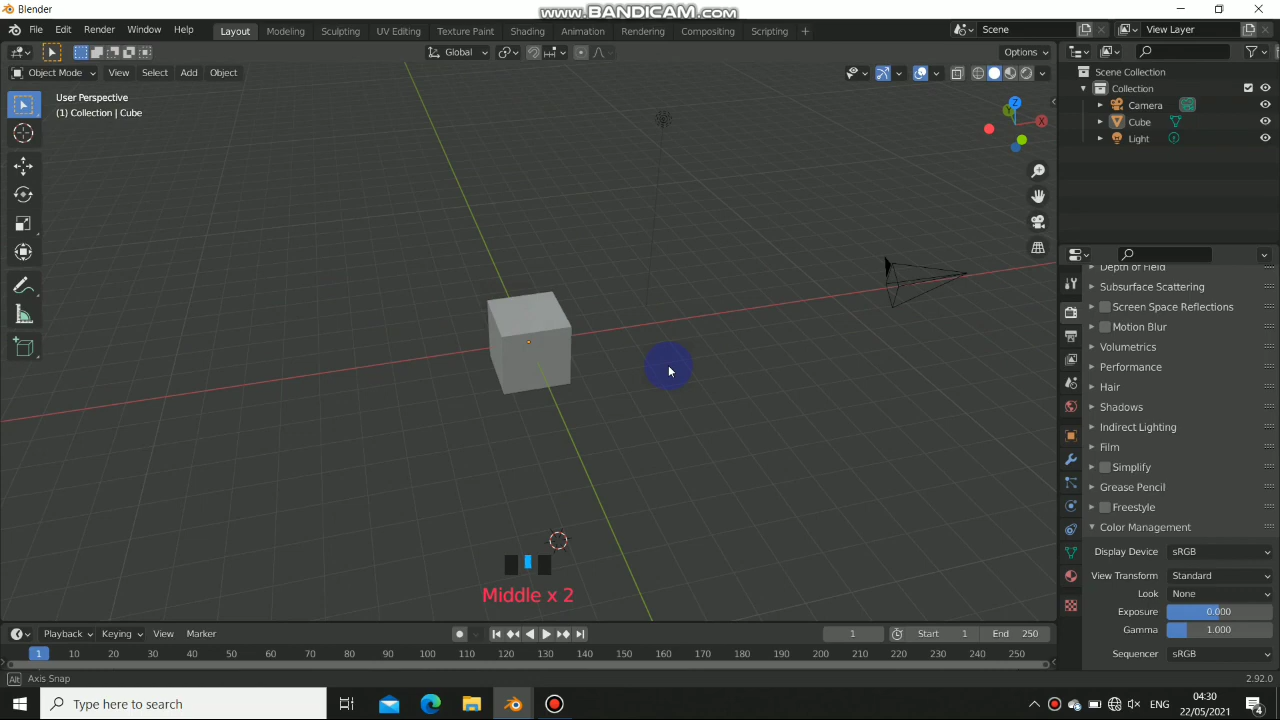 Blender
www.BANDICAM.com
File Edit Render Window Help Layout Modeling Sculpting UV Editing Texture Paint Shading Animation Rendering Compositing Scripting + Scene View Layer
Global Options
Object Mode View Select Add Object
User Perspective
(1) Collection | Cube
Z
X
Scene Collection
Collection
Camera
Cube
Light
Depth of Field
Subsurface Scattering
Screen Space Reflections
Motion Blur
Volumetrics
Performance
Hair
Shadows
Indirect Lighting
Film
Simplify
Grease Pencil
Freestyle
Color Management
Display Device sRGB
View Transform Standard
Look None
Exposure 0.000
Gamma 1.000
Sequencer sRGB
Middle x 2
Playback Keying View Marker 1 Start 1 End 250
1 10 20 30 40 50 60 70 80 90 100 110 120 130 140 150 160 170 180 190 200 210 220 230 240 250
Alt Axis Snap 2.92.0
Type here to search
ENG
04:30
22/05/2021
4